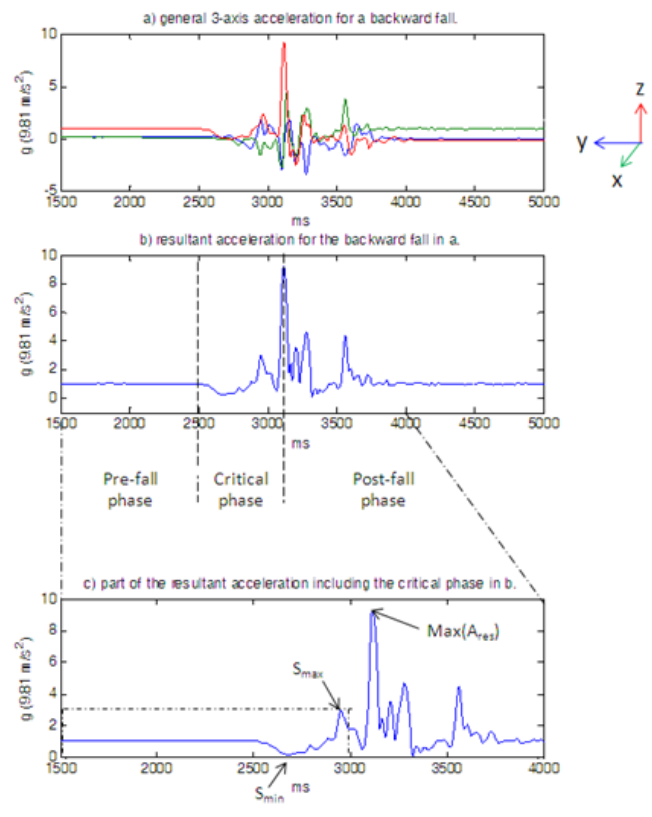 a) general 3-axis acceleration for a backward fall.
g (9.81 m/s²)
10
5
0
-5
1500 2000 2500 3000 3500 4000 4500 5000
ms
z
y
x
b) resultant acceleration for the backward fall in a.
g (9.81 m/s²)
10
8
6
4
2
0
1500 2000 2500 3000 3500 4000 4500 5000
ms
Pre-fall
phase
Critical
phase
Post-fall
phase
c) part of the resultant acceleration including the critical phase in b.
g (9.81 m/s²)
10
8
6
4
2
0
Max(Ares)
Smax
1500 2000 2500 3000 3500 4000
Smin
ms